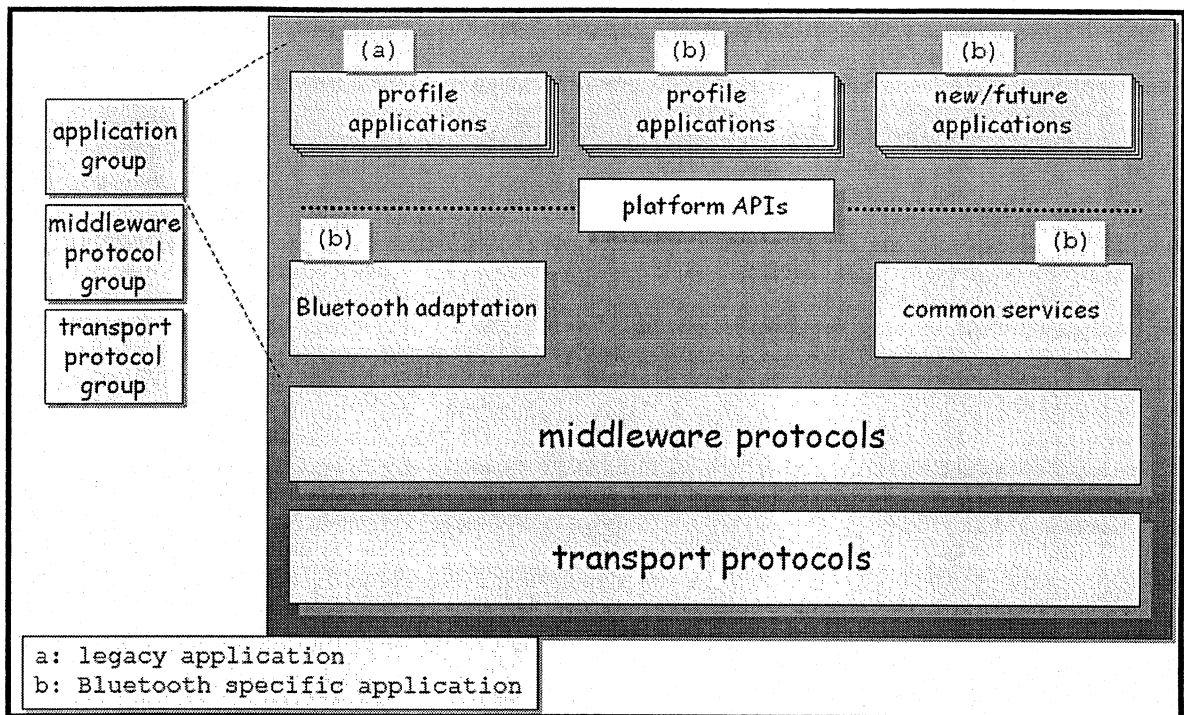 application
group
middleware
protocol
group
transport
protocol
group
(a)
(b)
(b)
profile
applications
profile
applications
new/future
applications
platform APIs
(b)
(b)
Bluetooth adaptation
common services
middleware protocols
transport protocols
a: legacy application
b: Bluetooth specific application